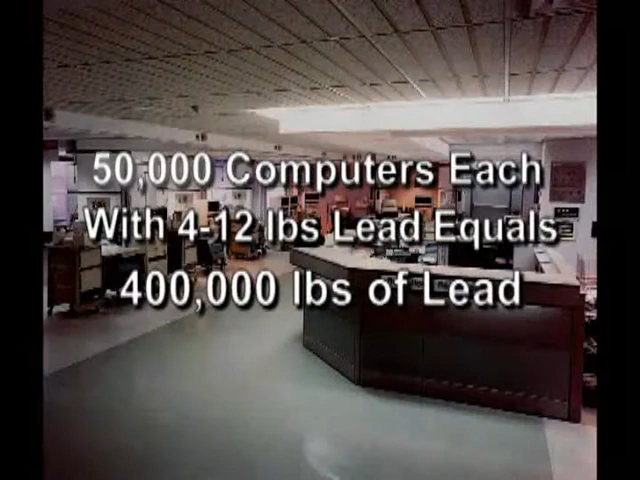 50,000 Computers Each
With 4-12 lbs Lead Equals
400,000 lbs of Lead